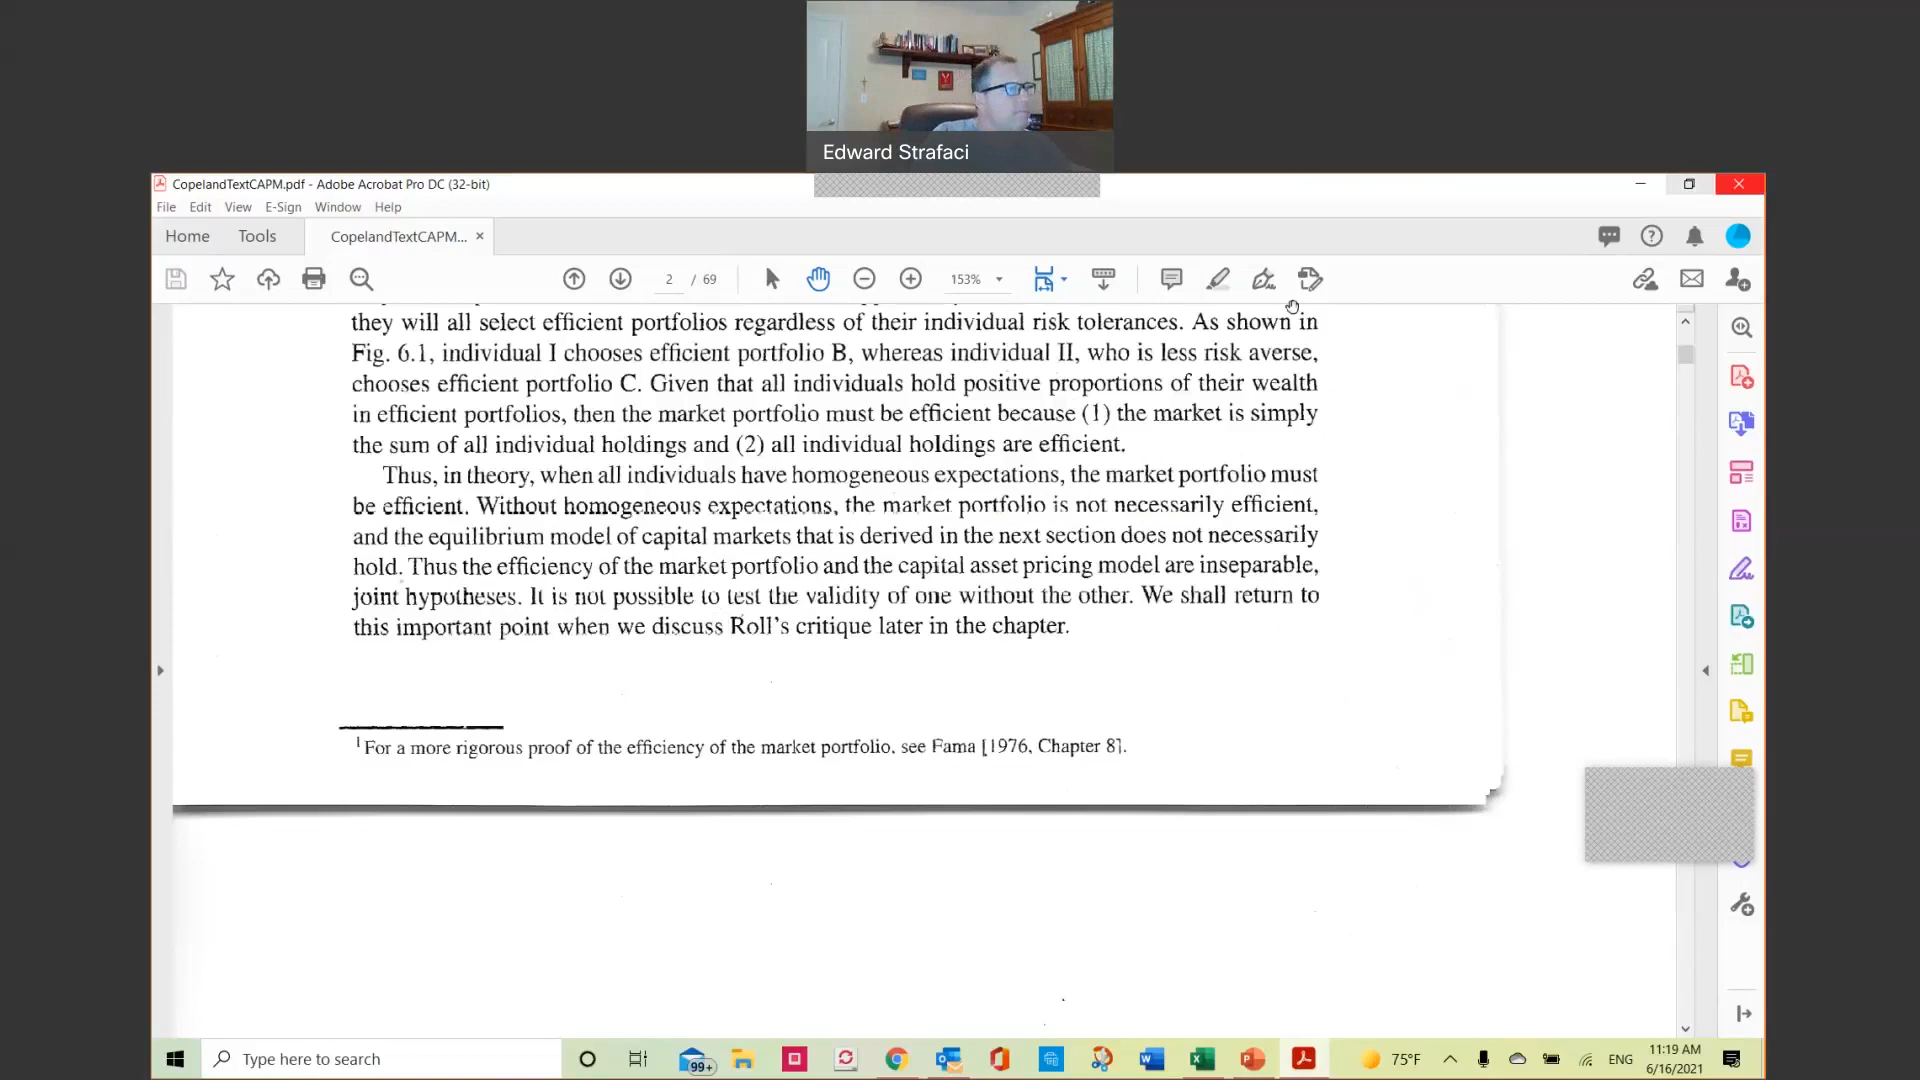 Edward Strafaci
CopelandTextCAPM.pdf - Adobe Acrobat Pro DC (32-bit)
File Edit View E-Sign Window Help
Home Tools CopelandTextCAPM... ×
2 / 69 153%
they will all select efficient portfolios regardless of their individual risk tolerances. As shown in
Fig. 6.1, individual I chooses efficient portfolio B, whereas individual II, who is less risk averse,
chooses efficient portfolio C. Given that all individuals hold positive proportions of their wealth
in efficient portfolios, then the market portfolio must be efficient because (1) the market is simply
the sum of all individual holdings and (2) all individual holdings are efficient.
Thus, in theory, when all individuals have homogeneous expectations, the market portfolio must
be efficient. Without homogeneous expectations, the market portfolio is not necessarily efficient,
and the equilibrium model of capital markets that is derived in the next section does not necessarily
hold. Thus the efficiency of the market portfolio and the capital asset pricing model are inseparable,
joint hypotheses. It is not possible to test the validity of one without the other. We shall return to
this important point when we discuss Roll's critique later in the chapter.
1 For a more rigorous proof of the efficiency of the market portfolio, see Fama [1976, Chapter 8].
Type here to search 99+ 75°F ENG 11:19 AM
6/16/2021